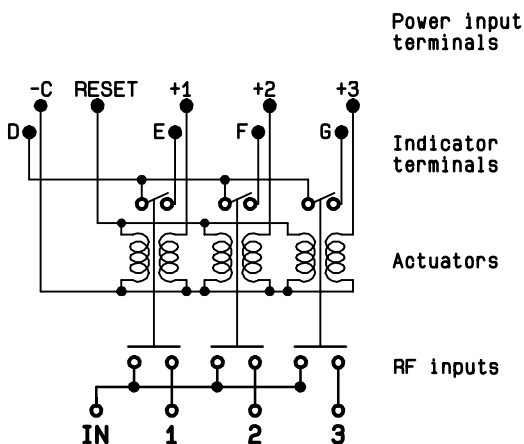 Power input
terminals
-C RESET +1 +2 +3
D E F G
Indicator
terminals
Actuators
RF inputs
IN 1 2 3